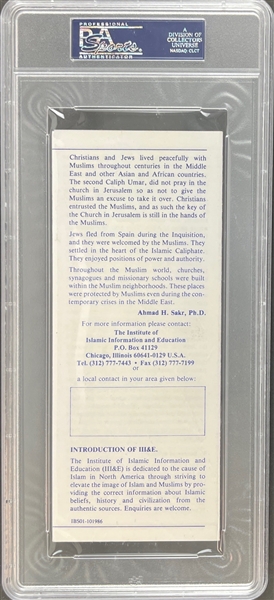 PROFESSIONAL
PSA
Sports
AUTHENTICATOR
A
DIVISION OF
COLLECTORS
UNIVERSE
NASDAQ: CLCT
Christians and Jews lived peacefully with
Muslims throughout centuries in the Middle
East and other Asian and African countries.
The second Caliph Umar, did not pray in the
church in Jerusalem so as not to give the
Muslims an excuse to take it over. Christians
entrusted the Muslims, and as such the key of
the Church in Jerusalem is still in the hands of
the Muslims.
Jews fled from Spain during the Inquisition,
and they were welcomed by the Muslims. They
settled in the heart of the Islamic Caliphate.
They enjoyed positions of power and authority.
Throughout the Muslim world, churches,
synagogues and missionary schools were built
within the Muslim neighborhoods. These places
were protected by Muslims even during the con-
temporary crises in the Middle East.
Ahmad H. Sakr, Ph.D.
For more information please contact:
The Institute of
Islamic Information and Education
P.O. Box 41129
Chicago, Illinois 60641-0129 U.S.A.
Tel. (312) 777-7443 • Fax (312) 777-7199
or
a local contact in your area given below:
INTRODUCTION OF III&E.
The Institute of Islamic Information and
Education (III&E) is dedicated to the cause of
Islam in North America through striving to
elevate the image of Islam and Muslims by pro-
viding the correct information about Islamic
beliefs, history and civilization from the
authentic sources. Enquiries are welcome.